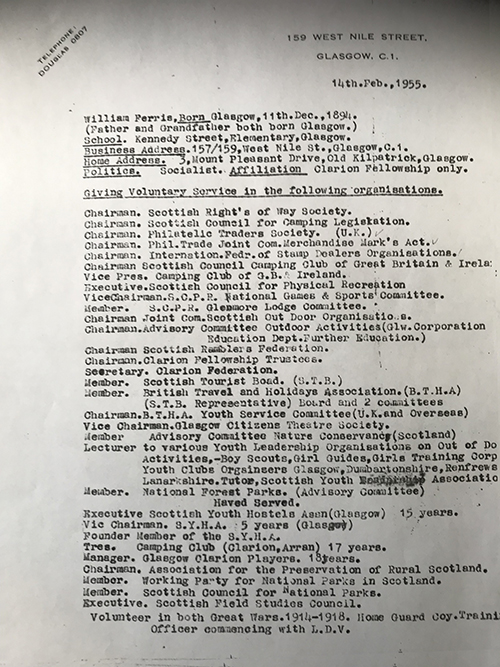 TELEPHONE:
DOUGLAS 0807
159 WEST NILE STREET,
GLASGOW. C.1.
14th.Feb.,1955.
William Ferris,Born Glasgow,11th.Dec.,1894.
(Father and Grandfather both born Glasgow.)
School. Kennedy Street,Elementary,Glasgow.
Business Address.157/159,West Nile St.,Glasgow,C.1.
Home Address. 3,Mount Pleasant Drive,Old Kilpatrick,Glasgow.
Politics. Socialist. Affiliation Clarion Fellowship only.
Giving Voluntary Service in the following organisations.
Chairman. Scottish Right's of Way Society.
Chairman. Scottish Council for Camping Legislation.
Chairman. Philatelic Traders Society. (U.K.)
Chairman. Phil.Trade Joint Com.Merchandise Mark's Act.
Chairman. Internation.Fedr.of Stamp Dealers Organisations.
Chairman Scottish Council Camping Club of Great Britain & Irela
Vice Pres. Camping Club of G.B.& Ireland.
Executive.Scottish Council for Physical Recreation
ViceChairman.S.C.P.R. National Games & Sports Committee.
Member. S.C.P.R. Glenmore Lodge Committee.
Chairman Joint Com.Scottish Out Door Organisations.
Chairman.Advisory Committee Outdoor Activities(Glw.Corporation
Education Dept.Further Education.)
Chairman Scottish Ramblers Federation.
Chairman.Clarion Fellowship Trustees.
Secretary. Clarion Federation.
Member. Scottish Tourist Boad. (S.T.B.)
Member. British Travel and Holidays Association.(B.T.H.A)
(S.T.B. Representative) Board and 2 committees
Chairman.B.T.H.A. Youth Service Committee(U.K.and Overseas)
Vice Chairman.Glasgow Citizens Theatre Society.
Member Advisory Committee Nature Conservancy(Scotland)
Lecturer to various Youth Leadership Organisations on Out of Do
Activities,-Boy Scouts,Girl Guides,Girls Training Corp
Youth Clubs Orgainsers Glasgow,Dumbartonshire,Renfrews
Lanarkshire.Tutor,Scottish Youth Associatio
Member. National Forest Parks. (Advisory Committee)
Haved Served.
Executive Scottish Youth Hostels Assn(Glasgow) 15 years.
Vic Chairman. S.Y.H.A. 5 years (Glasgow)
Founder Member of the S.Y.H.A.
Tres. Camping Club (Clarion,Arran) 17 years.
Manager. Glasgow Clarion Players. 18years.
Chairman. Association for the Preservation of Rural Scotland.
Member. Working Party for National Parks in Scotland.
Member. Scottish Council for National Parks.
Executive. Scottish Field Studies Council.
Volunteer in both Great Wars.1914-1918. Home Guard Coy.Traini
Officer commencing with L.D.V.